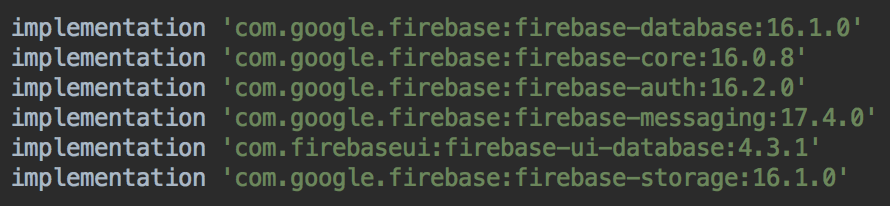 implementation 'com.google.firebase:firebase-database:16.1.0'
implementation 'com.google.firebase:firebase-core:16.0.8'
implementation 'com.google.firebase:firebase-auth:16.2.0'
implementation 'com.google.firebase:firebase-messaging:17.4.0'
implementation 'com.firebaseui:firebase-ui-database:4.3.1'
implementation 'com.google.firebase:firebase-storage:16.1.0'